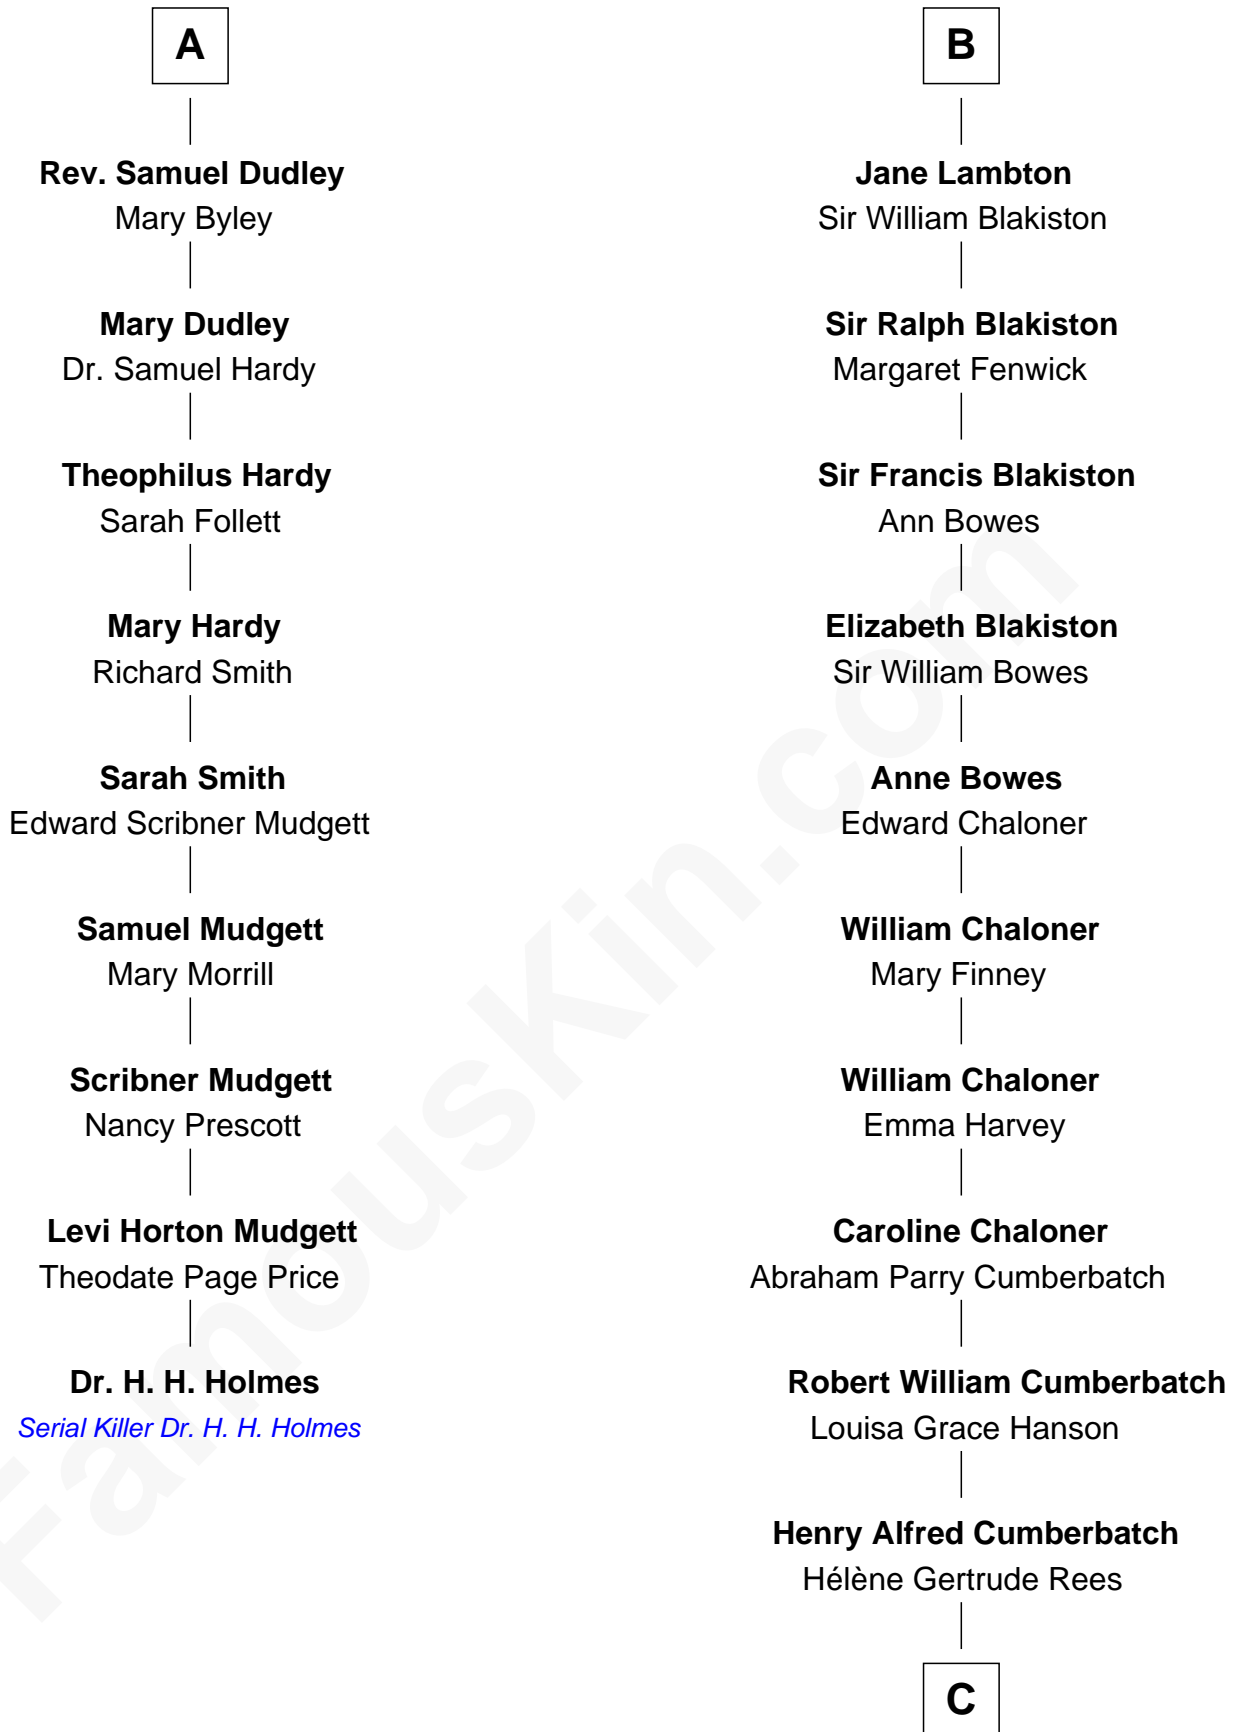 A
Rev. Samuel Dudley
Mary Byley
Mary Dudley
Dr. Samuel Hardy
Theophilus Hardy
Sarah Follett
Mary Hardy
Richard Smith
Sarah Smith
Edward Scribner Mudgett
Samuel Mudgett
Mary Morrill
Scribner Mudgett
Nancy Prescott
Levi Horton Mudgett
Theodate Page Price
Dr. H. H. Holmes
Serial Killer Dr. H. H. Holmes
B
Jane Lambton
Sir William Blakiston
Sir Ralph Blakiston
Margaret Fenwick
Sir Francis Blakiston
Ann Bowes
Elizabeth Blakiston
Sir William Bowes
Anne Bowes
Edward Chaloner
William Chaloner
Mary Finney
William Chaloner
Emma Harvey
Caroline Chaloner
Abraham Parry Cumberbatch
Robert William Cumberbatch
Louisa Grace Hanson
Henry Alfred Cumberbatch
Hélène Gertrude Rees
C
FamousKin.com